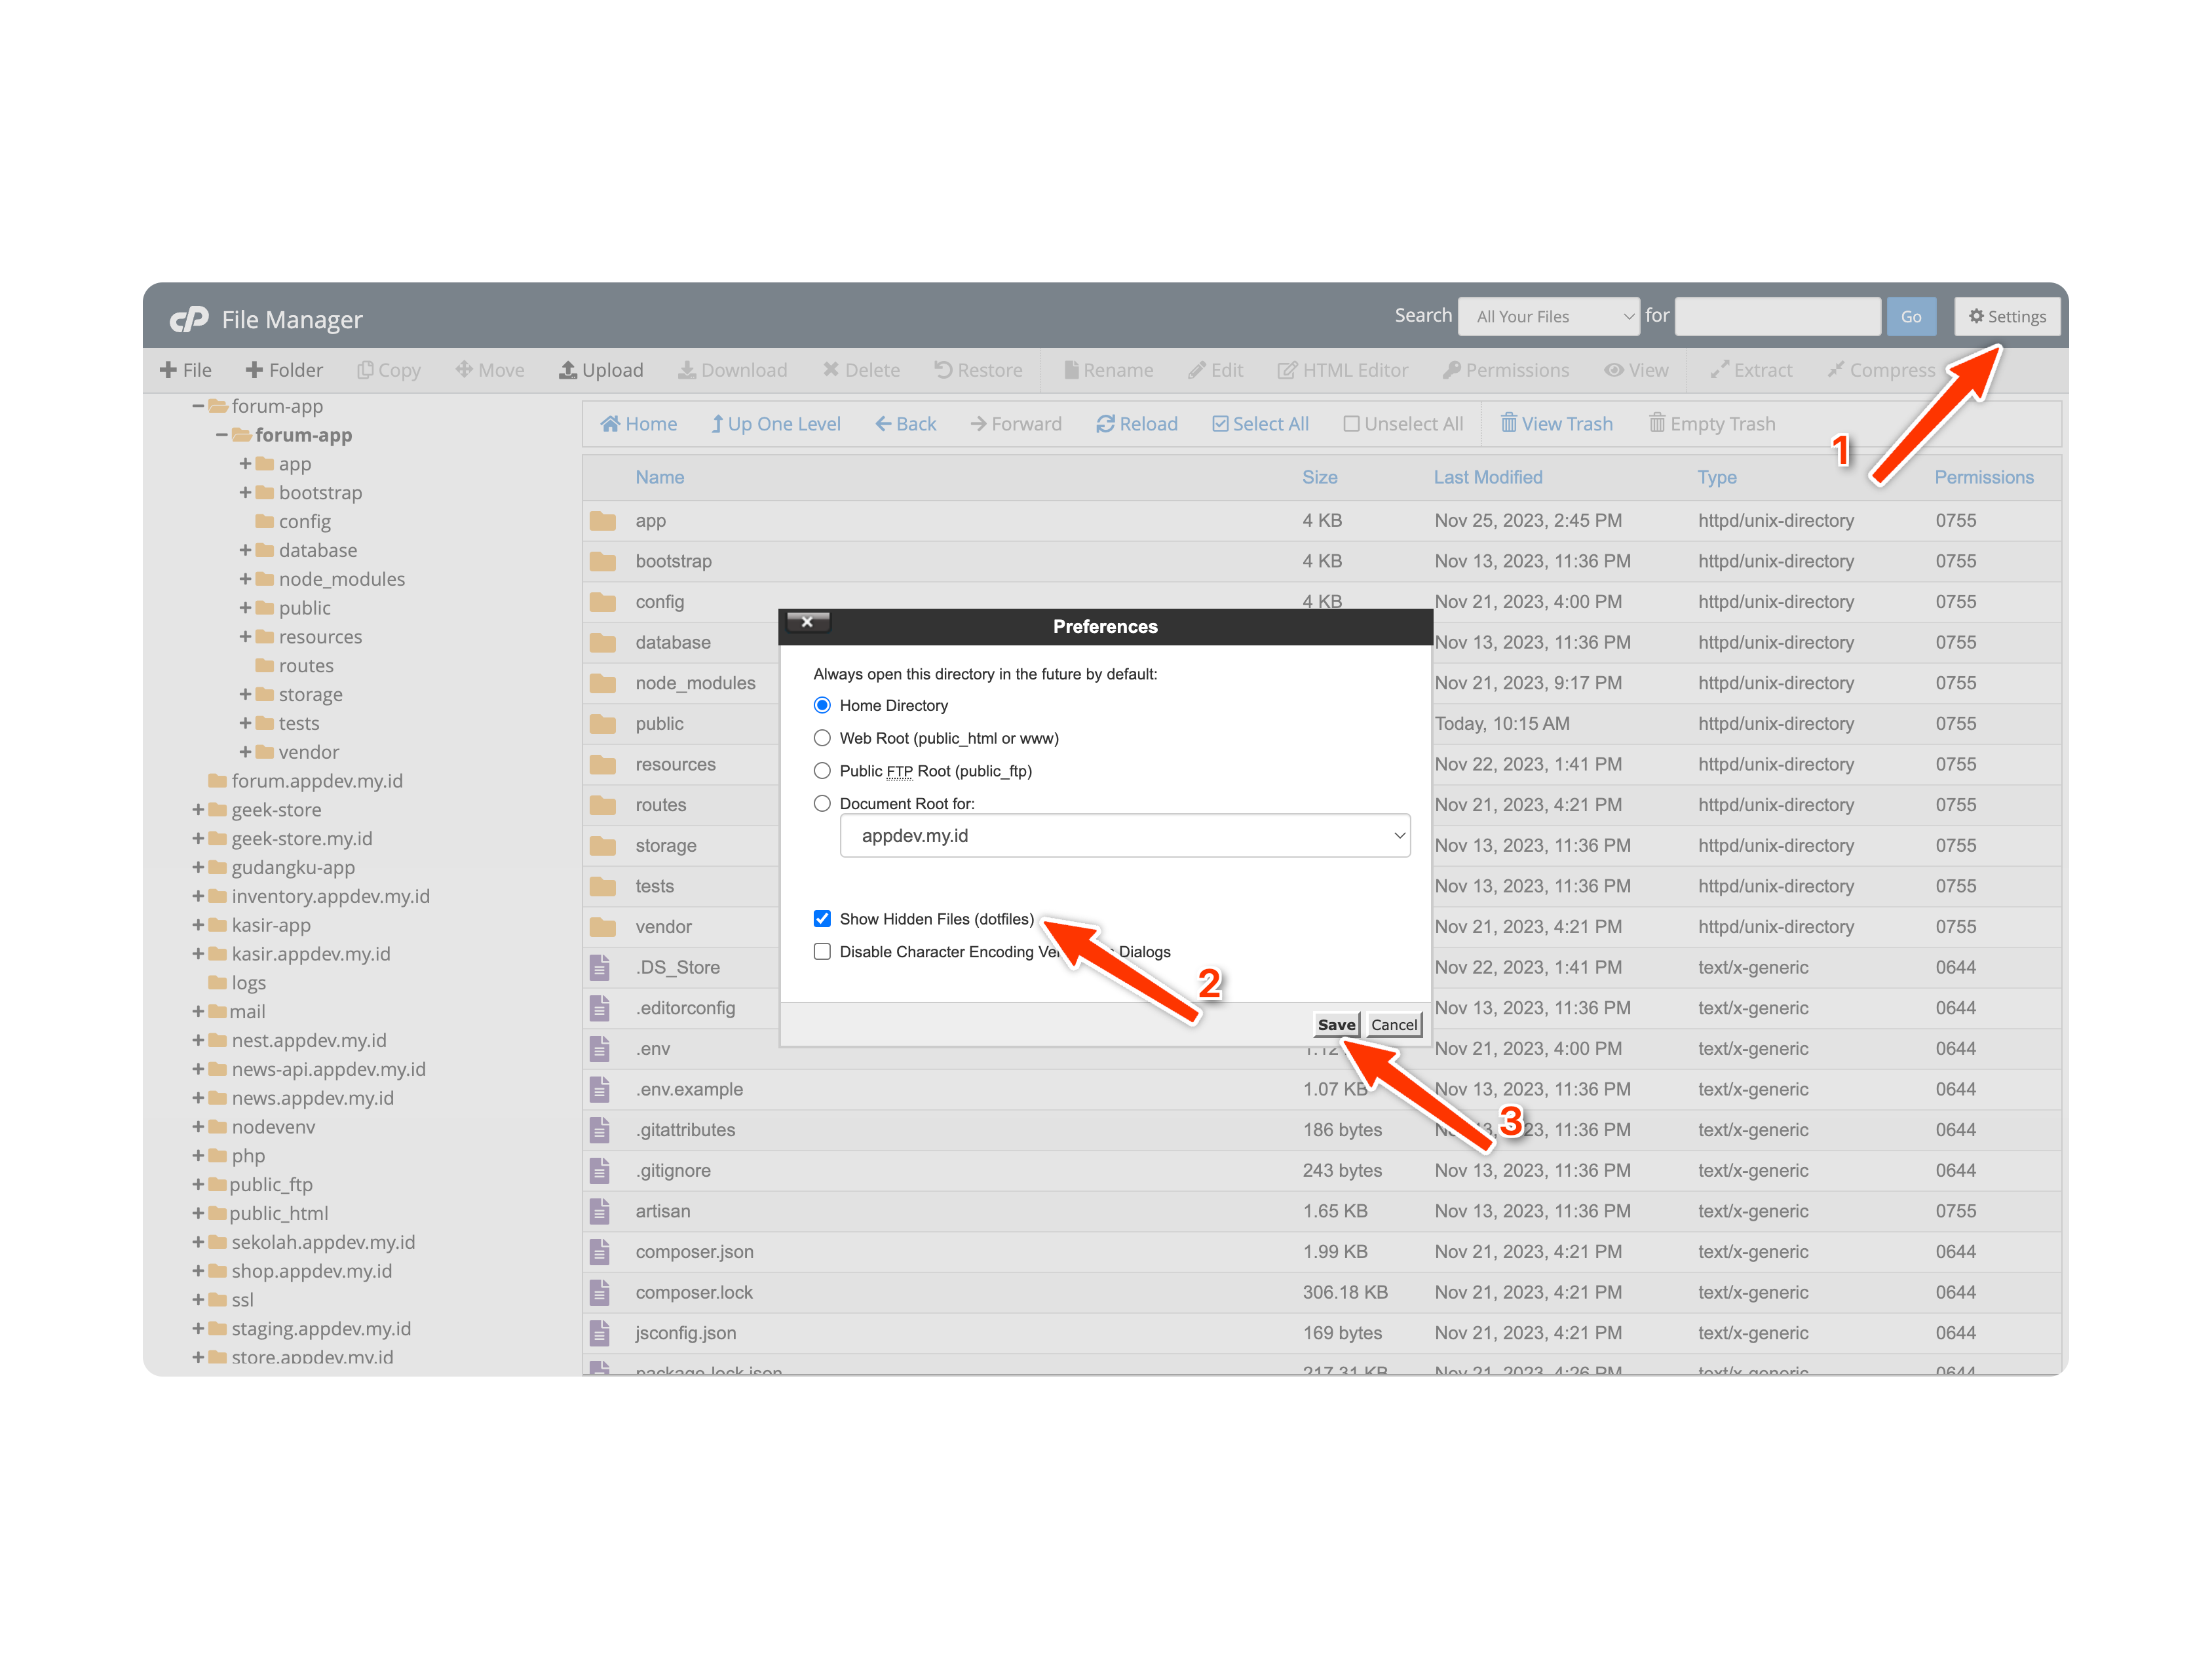 cP File Manager
Search All Your Files for Go Settings
File Folder Copy Move Upload Download Delete Restore Rename Edit HTML Editor Permissions View Extract Compress
forum-app
forum-app
app
bootstrap
config
database
node_modules
public
resources
routes
storage
tests
vendor
forum.appdev.my.id
geek-store
geek-store.my.id
gudangku-app
inventory.appdev.my.id
kasir-app
kasir.appdev.my.id
logs
mail
nest.appdev.my.id
news-api.appdev.my.id
news.appdev.my.id
nodevenv
php
public_ftp
public_html
sekolah.appdev.my.id
shop.appdev.my.id
ssl
staging.appdev.my.id
store.appdev.my.id
Home Up One Level Back Forward Reload Select All Unselect All View Trash Empty Trash
1
Name Size Last Modified Type Permissions
app 4 KB Nov 25, 2023, 2:45 PM httpd/unix-directory 0755
bootstrap 4 KB Nov 13, 2023, 11:36 PM httpd/unix-directory 0755
config 4 KB Nov 21, 2023, 4:00 PM httpd/unix-directory 0755
database Nov 13, 2023, 11:36 PM httpd/unix-directory 0755
node_modules Nov 21, 2023, 9:17 PM httpd/unix-directory 0755
public Today, 10:15 AM httpd/unix-directory 0755
resources Nov 22, 2023, 1:41 PM httpd/unix-directory 0755
routes Nov 21, 2023, 4:21 PM httpd/unix-directory 0755
storage Nov 13, 2023, 11:36 PM httpd/unix-directory 0755
tests Nov 13, 2023, 11:36 PM httpd/unix-directory 0755
vendor Nov 21, 2023, 4:21 PM httpd/unix-directory 0755
.DS_Store Nov 22, 2023, 1:41 PM text/x-generic 0644
.editorconfig Nov 13, 2023, 11:36 PM text/x-generic 0644
.env 1.12 Nov 21, 2023, 4:00 PM text/x-generic 0644
.env.example 1.07 KB Nov 13, 2023, 11:36 PM text/x-generic 0644
.gitattributes 186 bytes 2023, 11:36 PM text/x-generic 0644
.gitignore 243 bytes Nov 13, 2023, 11:36 PM text/x-generic 0644
artisan 1.65 KB Nov 13, 2023, 11:36 PM text/x-generic 0755
composer.json 1.99 KB Nov 21, 2023, 4:21 PM text/x-generic 0644
composer.lock 306.18 KB Nov 21, 2023, 4:21 PM text/x-generic 0644
jsconfig.json 169 bytes Nov 21, 2023, 4:21 PM text/x-generic 0644
package-lock.json 217.31 KB Nov 21, 2023, 4:26 PM text/x-generic 0644
Preferences
Always open this directory in the future by default:
Home Directory
Web Root (public_html or www)
Public FTP Root (public_ftp)
Document Root for:
appdev.my.id
Show Hidden Files (dotfiles)
Disable Character Encoding Dialogs
2
Save Cancel
3